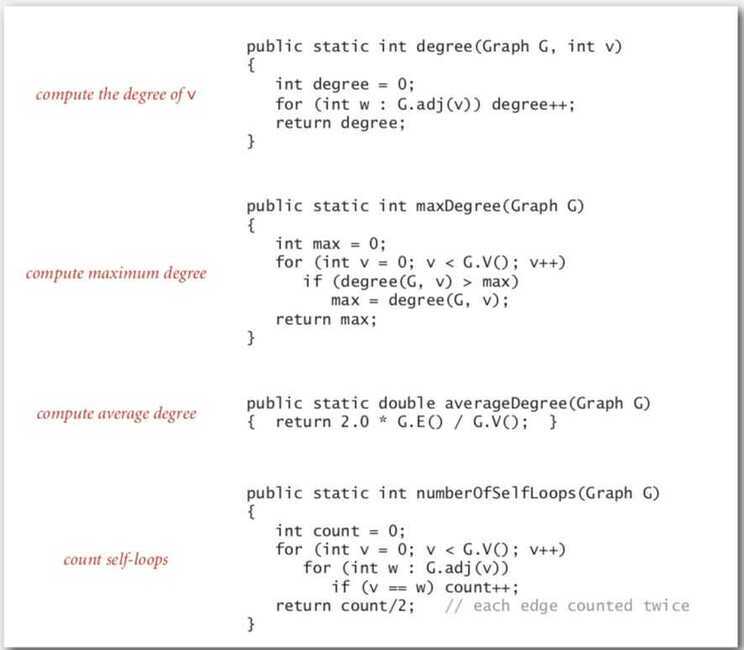 public static int degree(Graph G, int v)
{
compute the degree of v
int degree = 0;
for (int w : G.adj(v)) degree++;
return degree;
}
public static int maxDegree(Graph G)
{
int max = 0;
for (int v = 0; v < G.V(); v++)
compute maximum degree
if (degree(G, v) > max)
max = degree(G, v);
return max;
}
compute average degree
public static double averageDegree(Graph G)
{ return 2.0 * G.E() / G.V(); }
public static int numberOfSelfLoops(Graph G)
{
int count = 0;
for (int v = 0; v < G.V(); v++)
count self-loops
for (int w : G.adj(v))
if (v == w) count++;
return count/2; // each edge counted twice
}